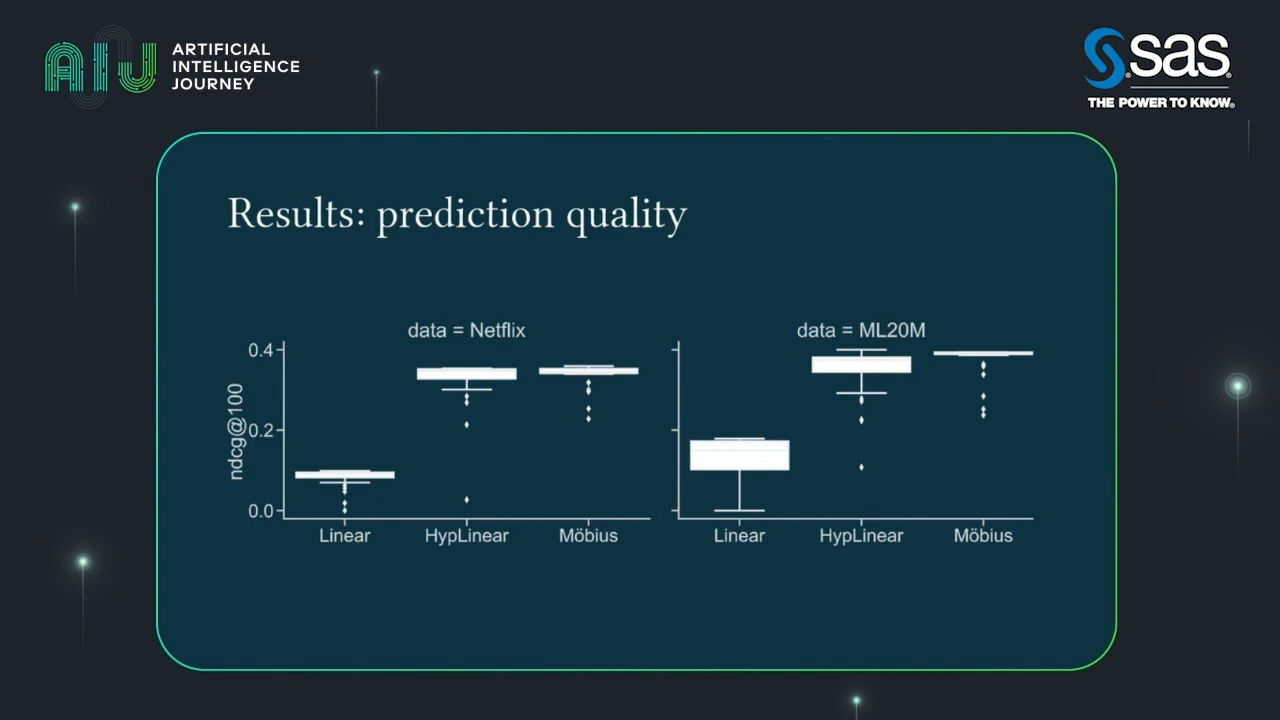 AIJ
ARTIFICIAL
INTELLIGENCE
JOURNEY
sas
THE POWER TO KNOW®
Results: prediction quality
data = Netflix
data = ML20M
ndcg@100
0.4
0.2
0.0
Linear
HypLinear
Möbius
Linear
HypLinear
Möbius